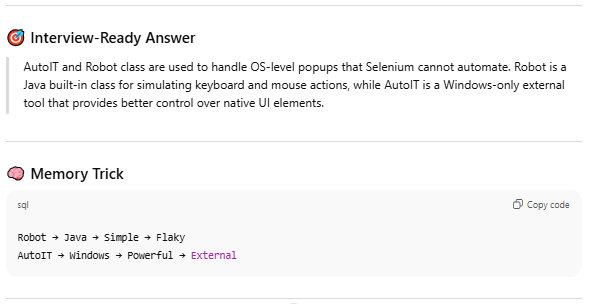 Interview-Ready Answer
AutoIT and Robot class are used to handle OS-level popups that Selenium cannot automate. Robot is a
Java built-in class for simulating keyboard and mouse actions, while AutoIT is a Windows-only external
tool that provides better control over native UI elements.
Memory Trick
sql
Copy code
Robot → Java → Simple → Flaky
AutoIT → Windows → Powerful → External